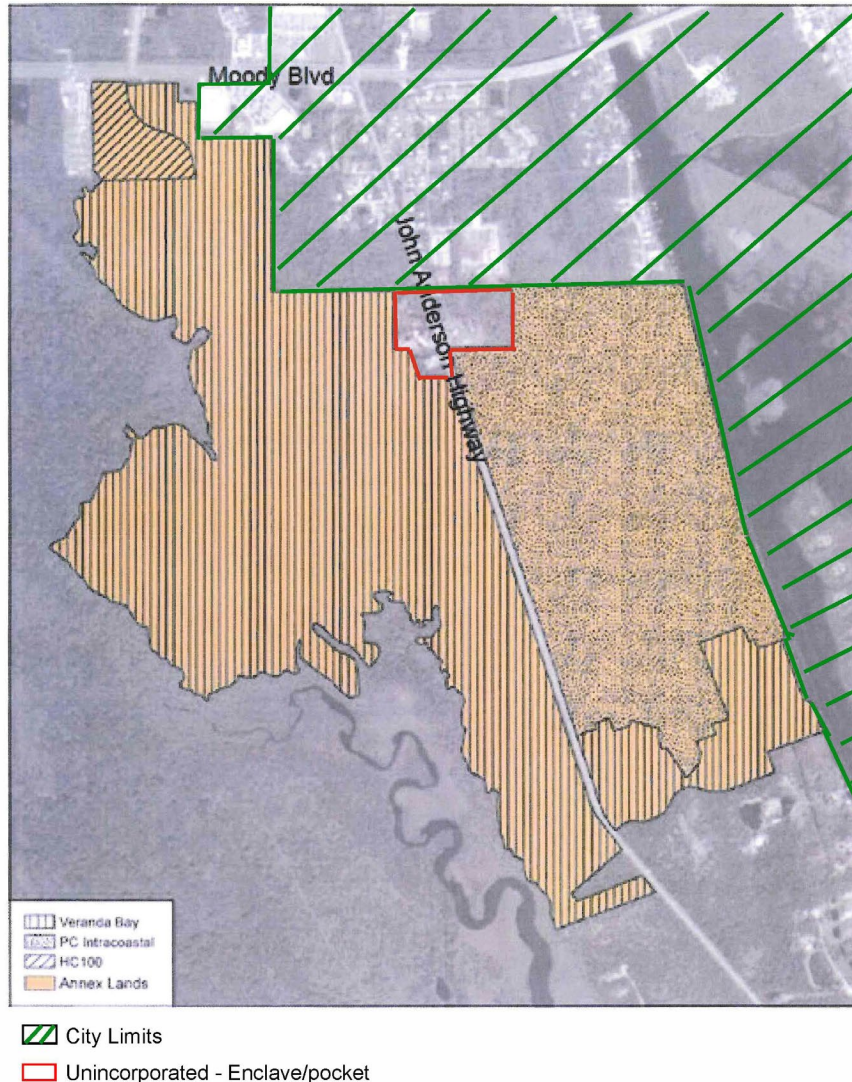 Moody Blvd
John Anderson Highway
Veranda Bay
PC Intracoastal
HC100
Annex Lands
City Limits
Unincorporated - Enclave/pocket